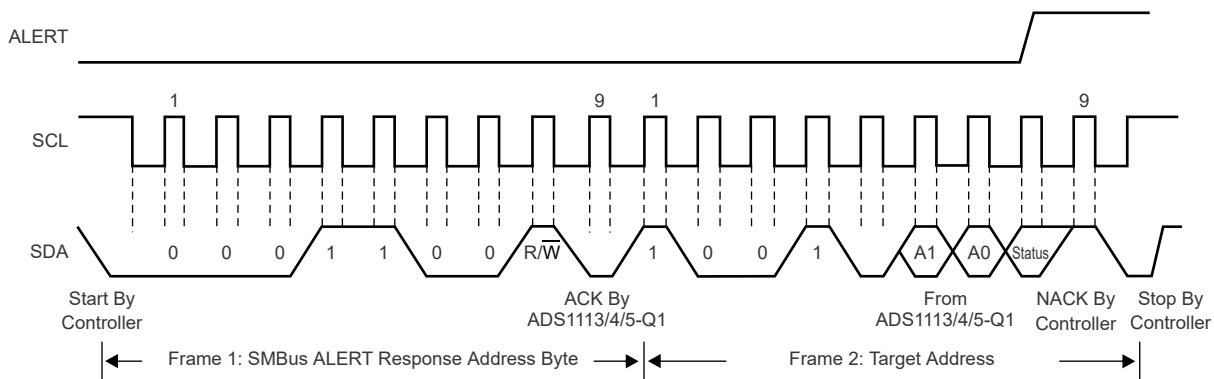 ALERT
1 9 1 9
SCL
SDA
0 0 0 1 1 0 0 R/W̅ 1 0 0 1 A1 A0 Status
Start By
Controller
ACK By
ADS1113/4/5-Q1
From
ADS1113/4/5-Q1
NACK By
Controller
Stop By
Controller
Frame 1: SMBus ALERT Response Address Byte
Frame 2: Target Address